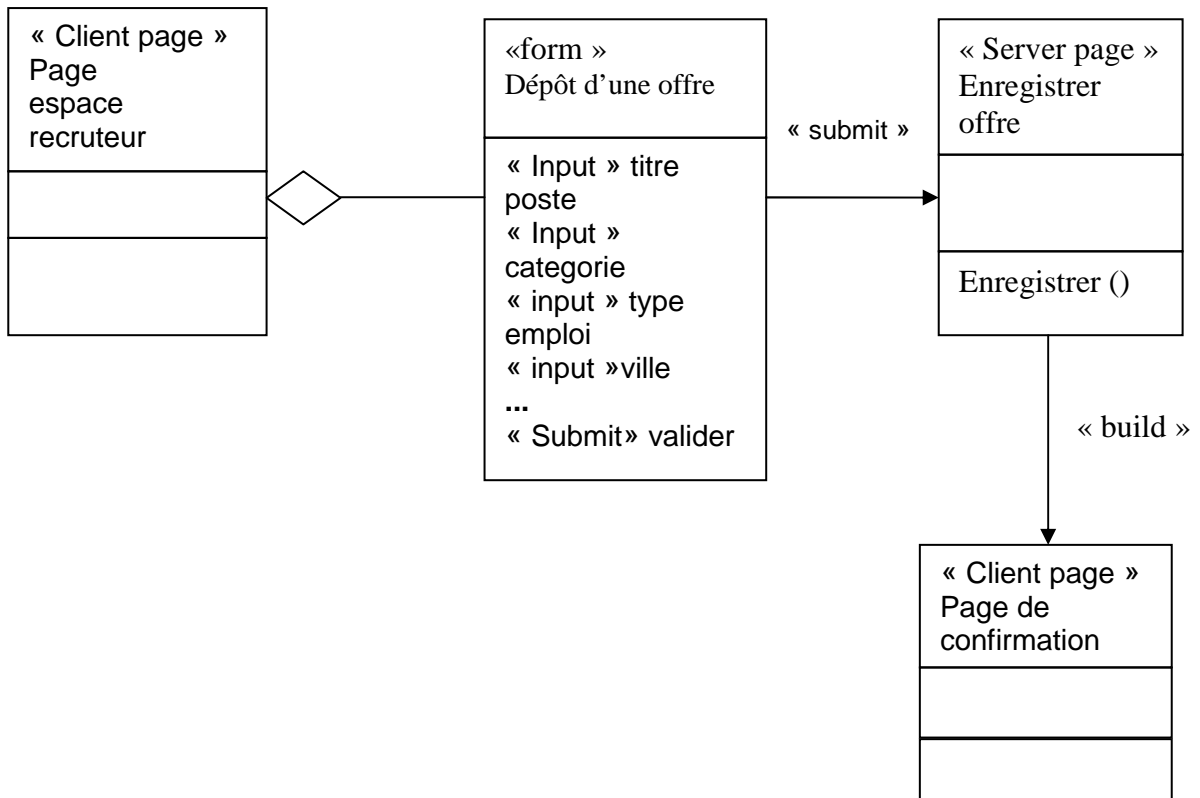 « Client page »
Page
espace
recruteur
«form »
Dépôt d’une offre
« Input » titre
poste
« Input »
categorie
« input » type
emploi
« input »ville
...
« Submit» valider
« submit »
« Server page »
Enregistrer
offre
Enregistrer ()
« build »
« Client page »
Page de
confirmation